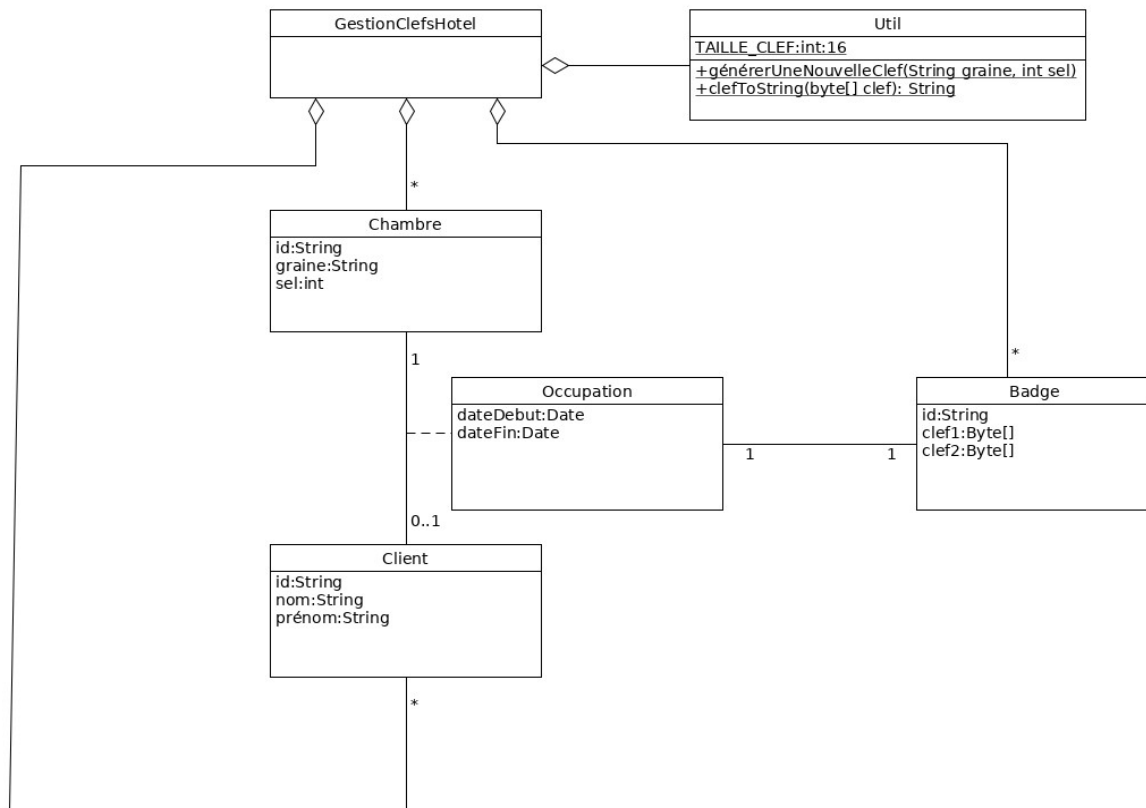 GestionClefsHotel
Util
TAILLE_CLEF:int:16
+générerUneNouvelleClef(String graine, int sel)
+clefToString(byte[] clef): String
*
Chambre
id:String
graine:String
sel:int
1
*
Occupation
dateDebut:Date
dateFin:Date
1
1
Badge
id:String
clef1:Byte[]
clef2:Byte[]
0..1
Client
id:String
nom:String
prénom:String
*